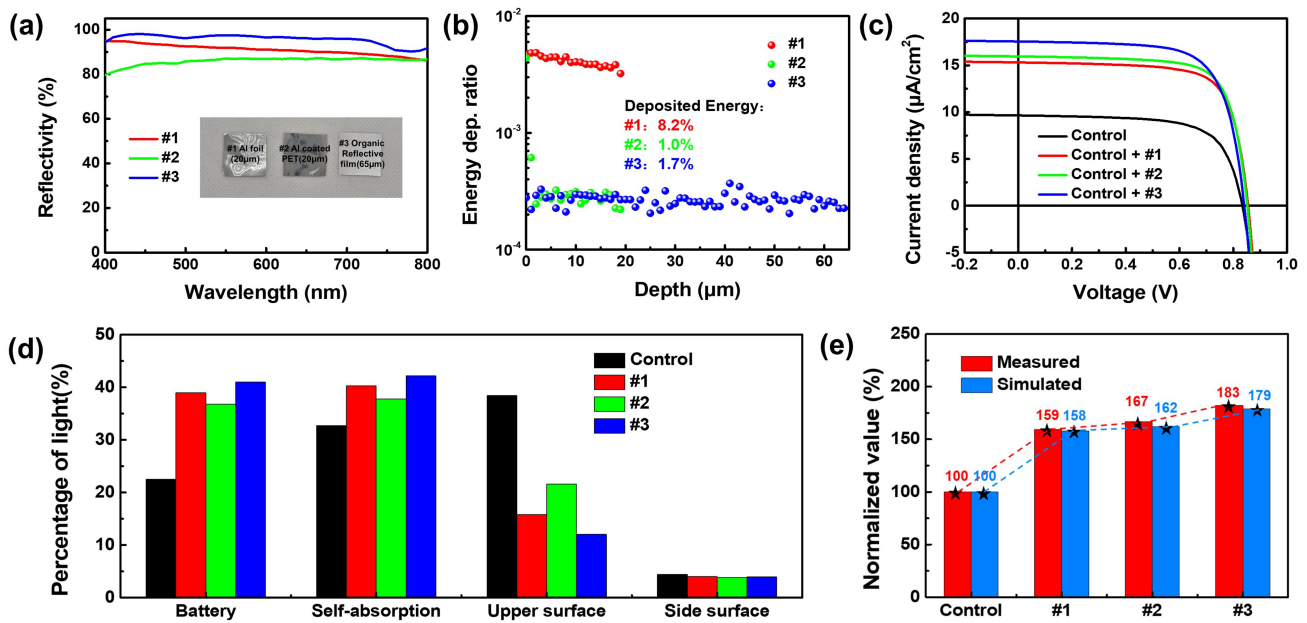 (a)
100
80
60
40
20
0
400
500
600
700
800
Reflectivity (%)
Wavelength (nm)
#1
#2
#3
#1 Al foil
(20μm)
#2 Al coated
PET(20μm)
#3 Organic
Reflective
film(65μm)
(b)
10-2
10-3
10-4
0
10
20
30
40
50
60
Energy dep. ratio
Depth (μm)
#1
#2
#3
Deposited Energy:
#1: 8.2%
#2: 1.0%
#3: 1.7%
(c)
20
15
10
5
0
-5
-0.2
0.0
0.2
0.4
0.6
0.8
1.0
Current density (μA/cm2)
Voltage (V)
Control
Control + #1
Control + #2
Control + #3
(d)
50
40
30
20
10
0
Percentage of light(%)
Battery
Self-absorption
Upper surface
Side surface
Control
#1
#2
#3
(e)
250
200
150
100
50
0
Normalized value (%)
Measured
Simulated
100
100
159
158
167
162
183
179
Control
#1
#2
#3